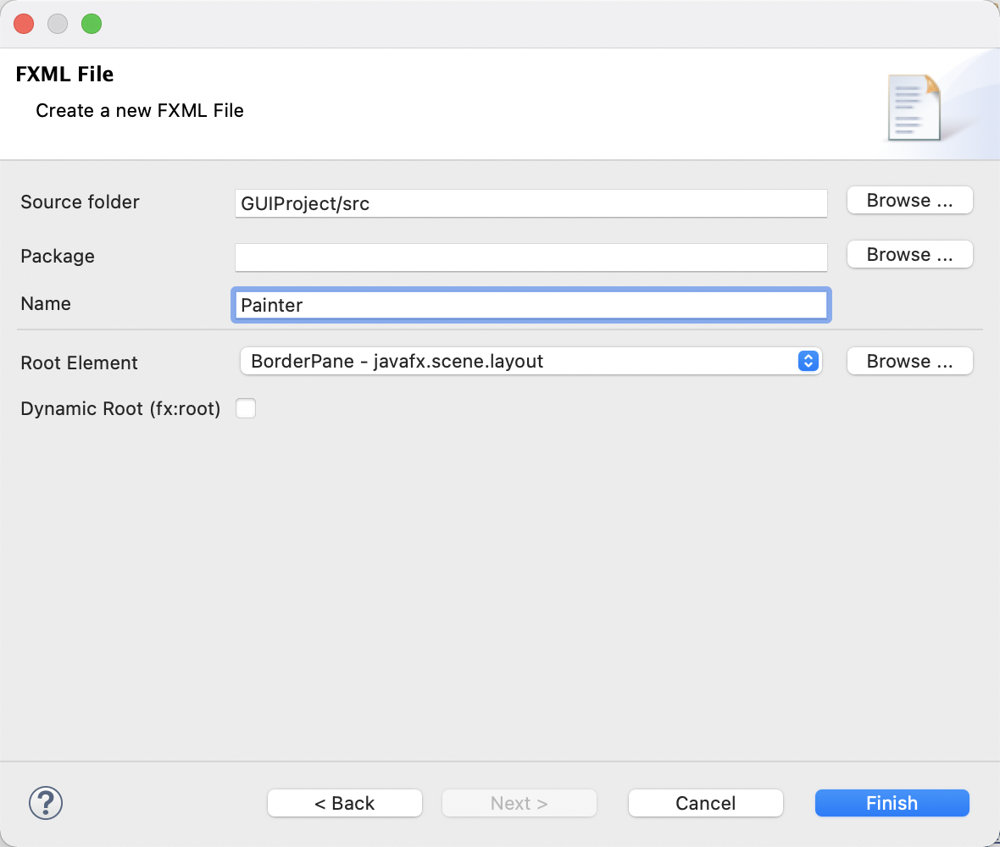 FXML File
Create a new FXML File
Source folder GUIProject/src Browse ...
Package Browse ...
Name Painter
Root Element BorderPane - javafx.scene.layout Browse ...
Dynamic Root (fx:root)
? < Back Next > Cancel Finish